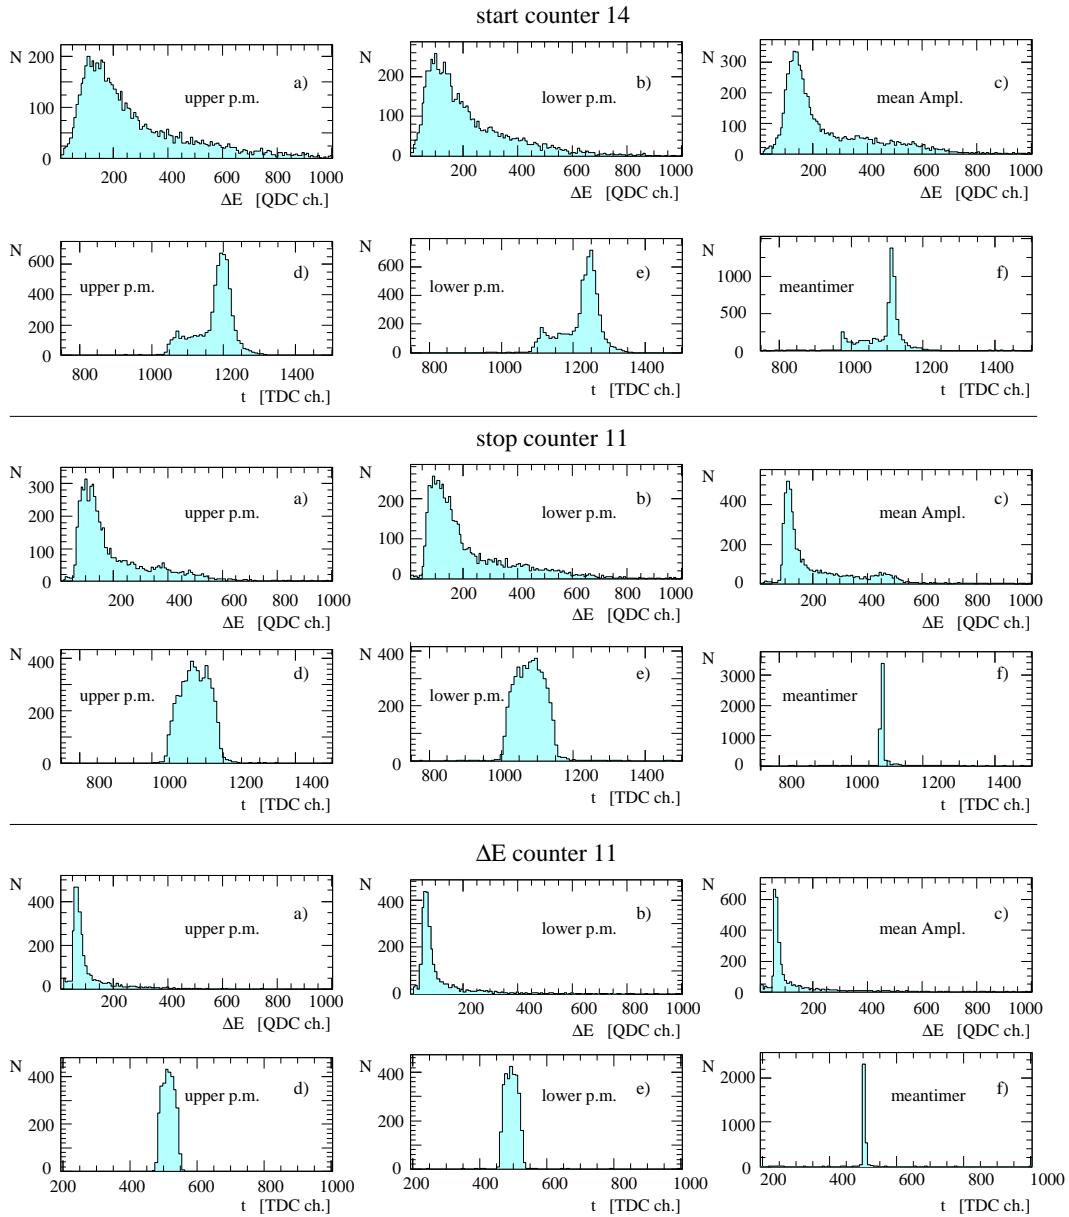 start counter 14
N 200 100 0 a) upper p.m. 200 400 600 800 1000
ΔE [QDC ch.]
N 200 100 0 b) lower p.m. 200 400 600 800 1000
ΔE [QDC ch.]
N 300 200 100 0 c) mean Ampl. 200 400 600 800 1000
ΔE [QDC ch.]
N 600 400 200 0 d) upper p.m. 800 1000 1200 1400
t [TDC ch.]
N 600 400 200 0 e) lower p.m. 800 1000 1200 1400
t [TDC ch.]
N 1000 500 0 f) meantimer 800 1000 1200 1400
t [TDC ch.]
stop counter 11
N 300 200 100 0 a) upper p.m. 200 400 600 800 1000
ΔE [QDC ch.]
N 200 100 0 b) lower p.m. 200 400 600 800 1000
ΔE [QDC ch.]
N 400 200 0 c) mean Ampl. 200 400 600 800 1000
ΔE [QDC ch.]
N 400 200 0 d) upper p.m. 800 1000 1200 1400
t [TDC ch.]
N 400 200 0 e) lower p.m. 800 1000 1200 1400
t [TDC ch.]
N 3000 2000 1000 0 f) meantimer 800 1000 1200 1400
t [TDC ch.]
ΔE counter 11
N 400 200 0 a) upper p.m. 200 400 600 800 1000
ΔE [QDC ch.]
N 400 200 0 b) lower p.m. 200 400 600 800 1000
ΔE [QDC ch.]
N 600 400 200 0 c) mean Ampl. 200 400 600 800 1000
ΔE [QDC ch.]
N 400 200 0 d) upper p.m. 200 400 600 800 1000
t [TDC ch.]
N 400 200 0 e) lower p.m. 200 400 600 800 1000
t [TDC ch.]
N 2000 1000 0 f) meantimer 200 400 600 800 1000
t [TDC ch.]